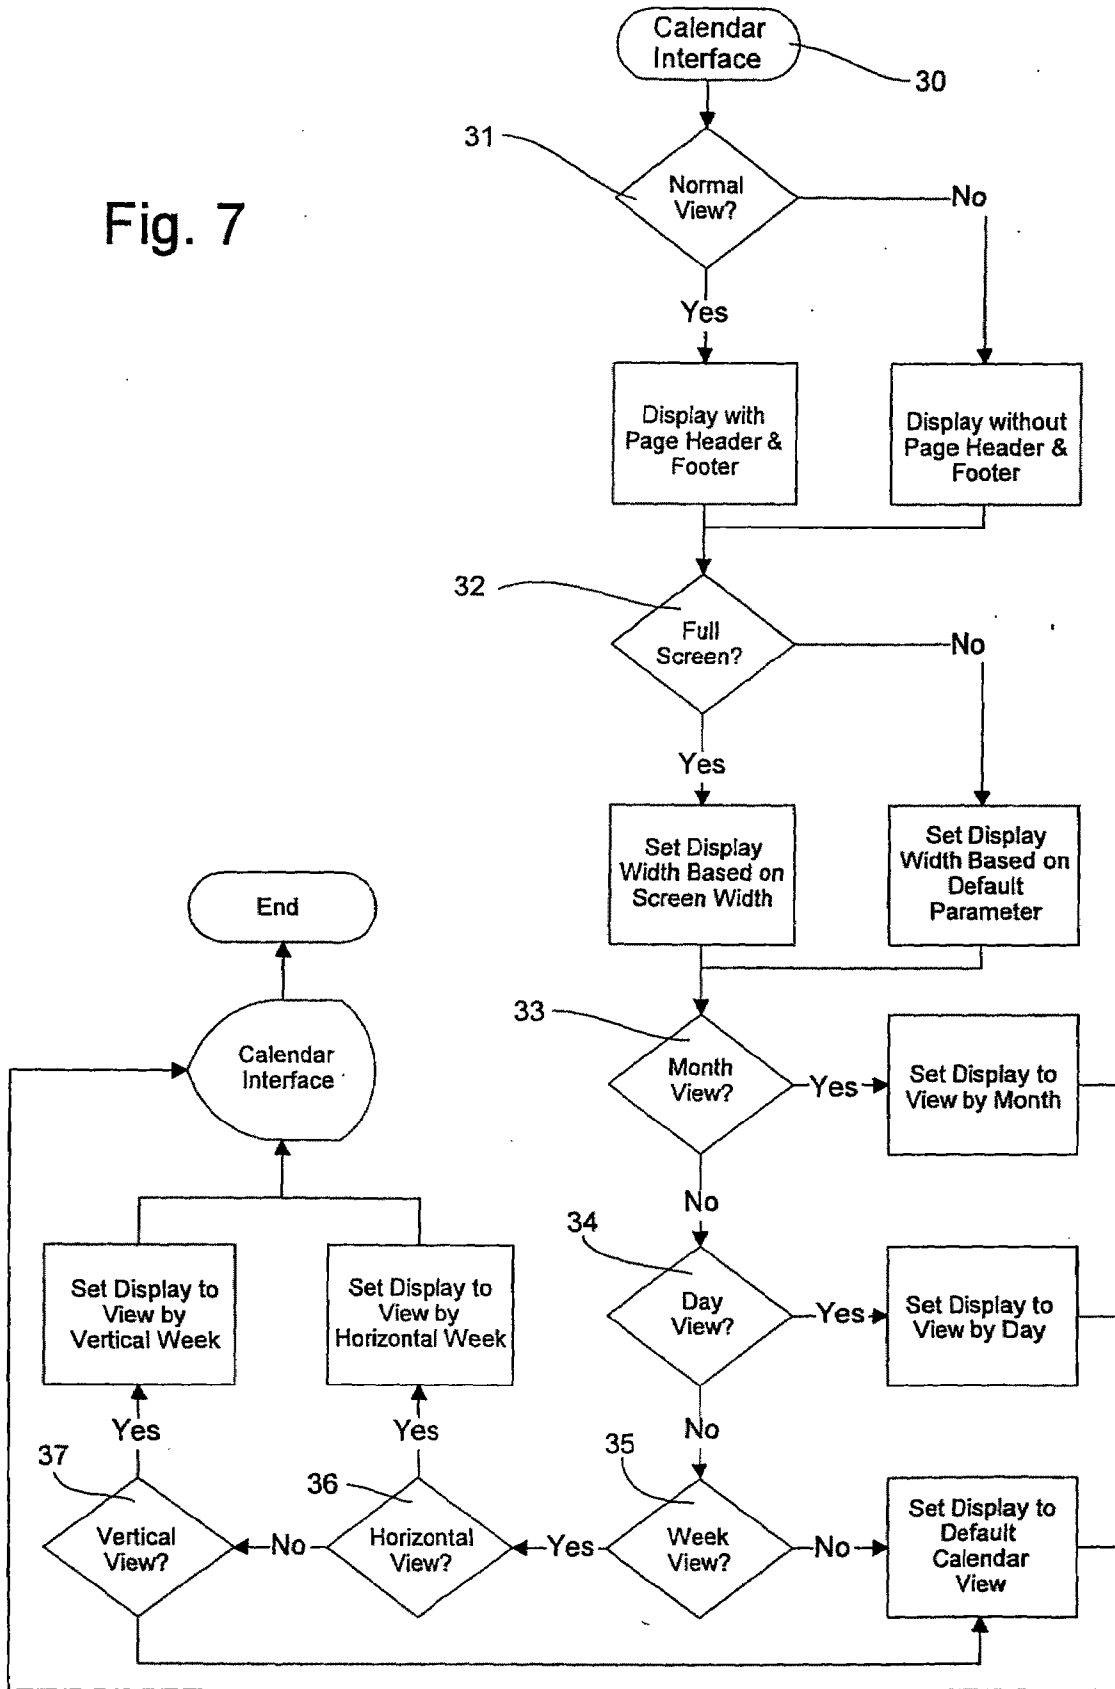 Calendar
Interface
30
31
Normal
View?
No
Fig. 7
Yes
Display with
Page Header &
Footer
Display without
Page Header &
Footer
32
Full
Screen?
No
Yes
Set Display
Width Based on
Screen Width
Set Display
Width Based on
Default
Parameter
End
33
Calendar
Interface
Month
View?
Yes
Set Display to
View by Month
No
34
Set Display to
View by
Vertical Week
Set Display to
View by
Horizontal Week
Day
View?
Yes
Set Display to
View by Day
Yes
Yes
No
37
36
35
Vertical
View?
No
Horizontal
View?
Yes
Week
View?
No
Set Display to
Default
Calendar
View